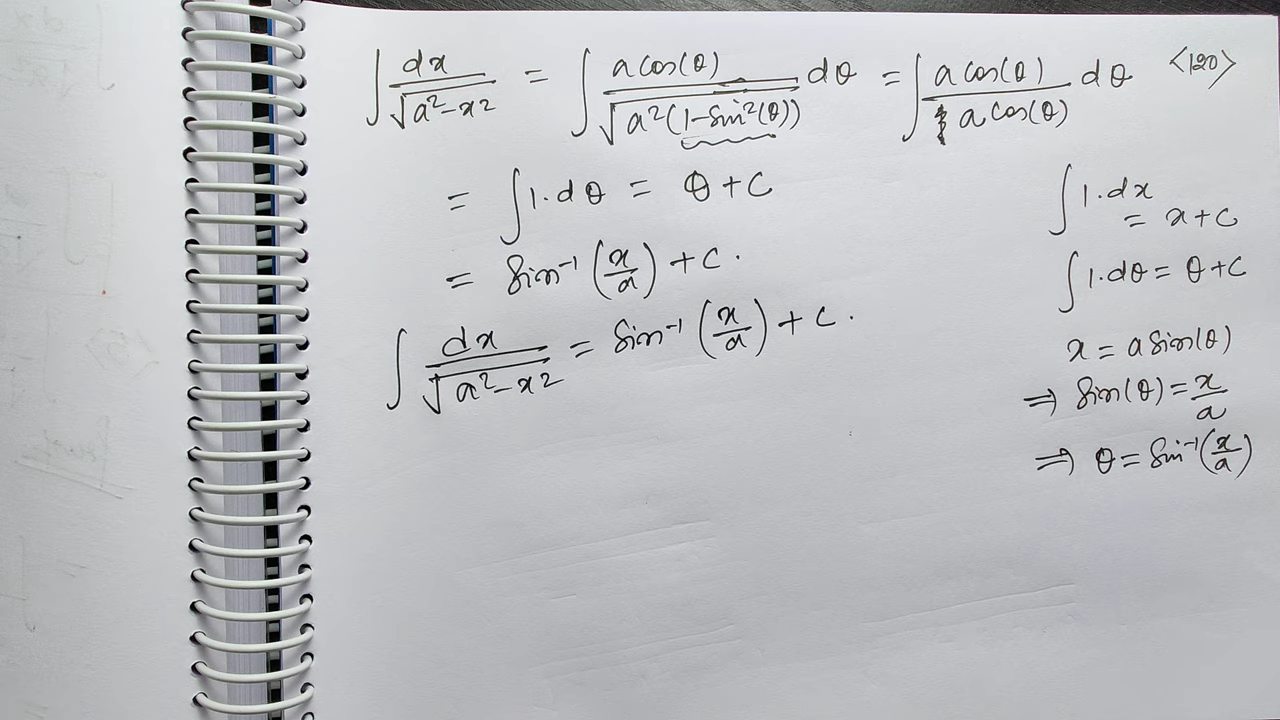 ∫ dx/√(a²-x²) = ∫ a cos(θ)/√(a²(1-sin²(θ))) dθ = ∫ a cos(θ)/a cos(θ) dθ <120>
= ∫ 1.dθ = θ + c
= sin⁻¹(x/a) + c.
∫ dx/√(a²-x²) = sin⁻¹(x/a) + c.
∫ 1.dx
= x + c
∫ 1.dθ = θ + c
x = a sin(θ)
⇒ sin(θ) = x/a
⇒ θ = sin⁻¹(x/a)